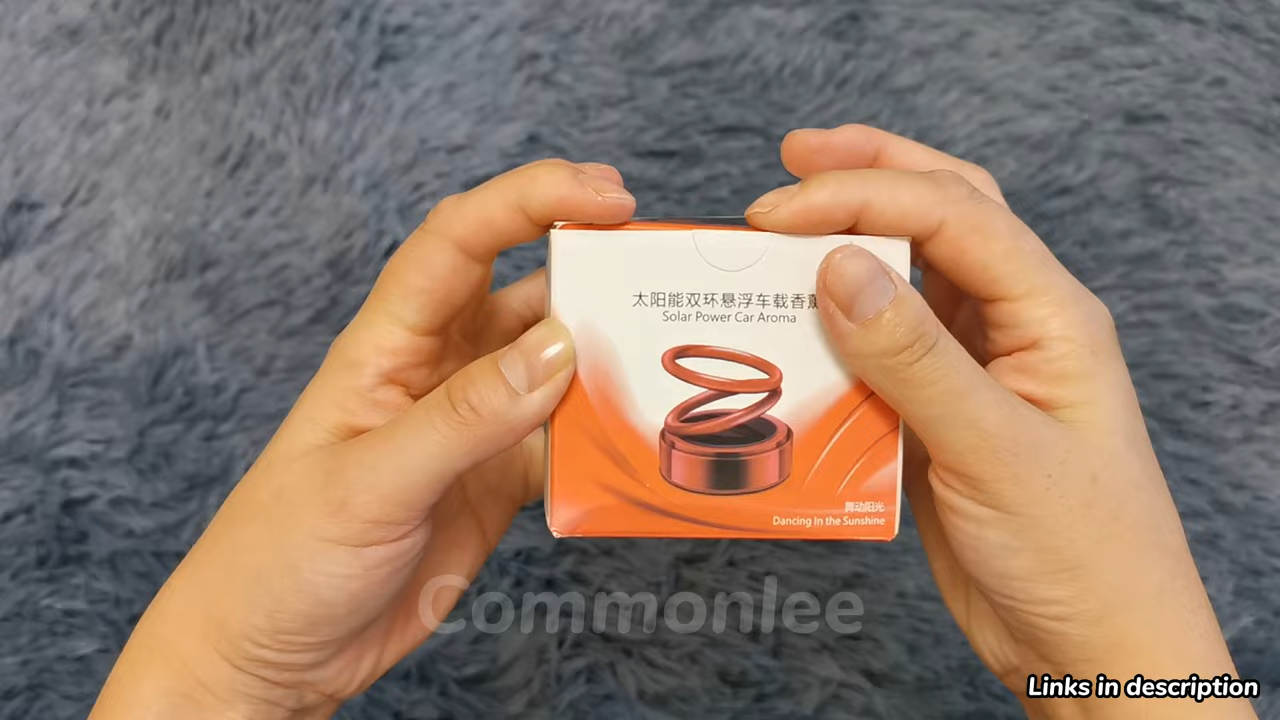 太阳能双环悬浮车载香薰
Solar Power Car Aroma
舞动阳光
Dancing In the Sunshine
Commonlee
Links in description